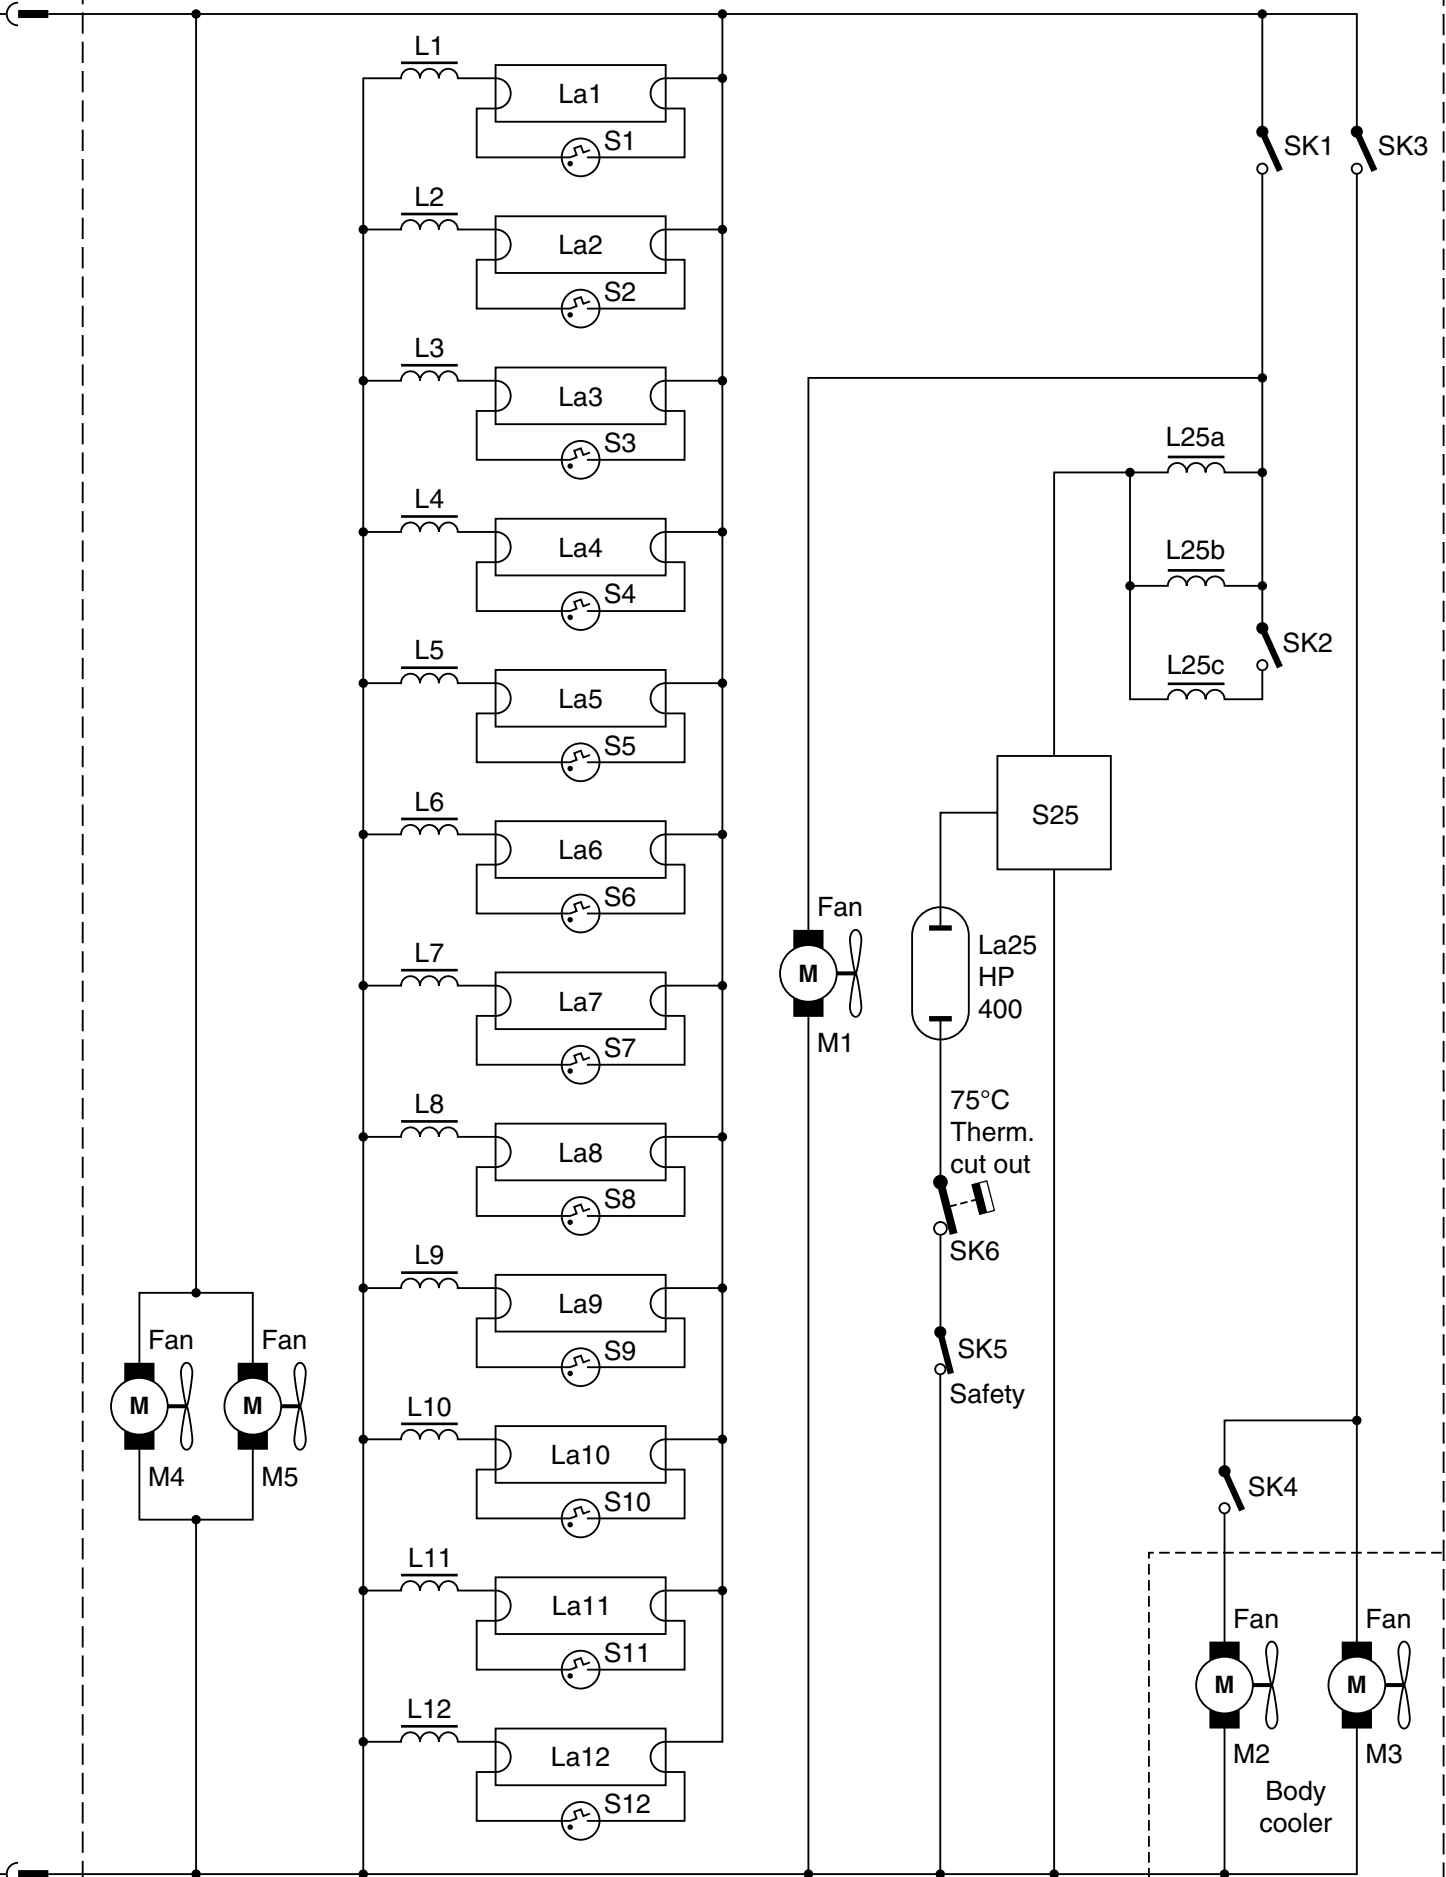 L1
La1
S1
SK1
SK3
L2
La2
S2
L3
La3
S3
L25a
L4
La4
S4
L25b
L5
La5
S5
SK2
L25c
L6
La6
S6
S25
L7
La7
S7
Fan
M
M1
La25
HP
400
L8
La8
S8
75°C
Therm.
cut out
SK6
L9
La9
S9
SK5
Safety
Fan
M
M4
Fan
M
M5
L10
La10
S10
SK4
L11
La11
S11
L12
La12
S12
Fan
M
M2
Fan
M
M3
Body
cooler